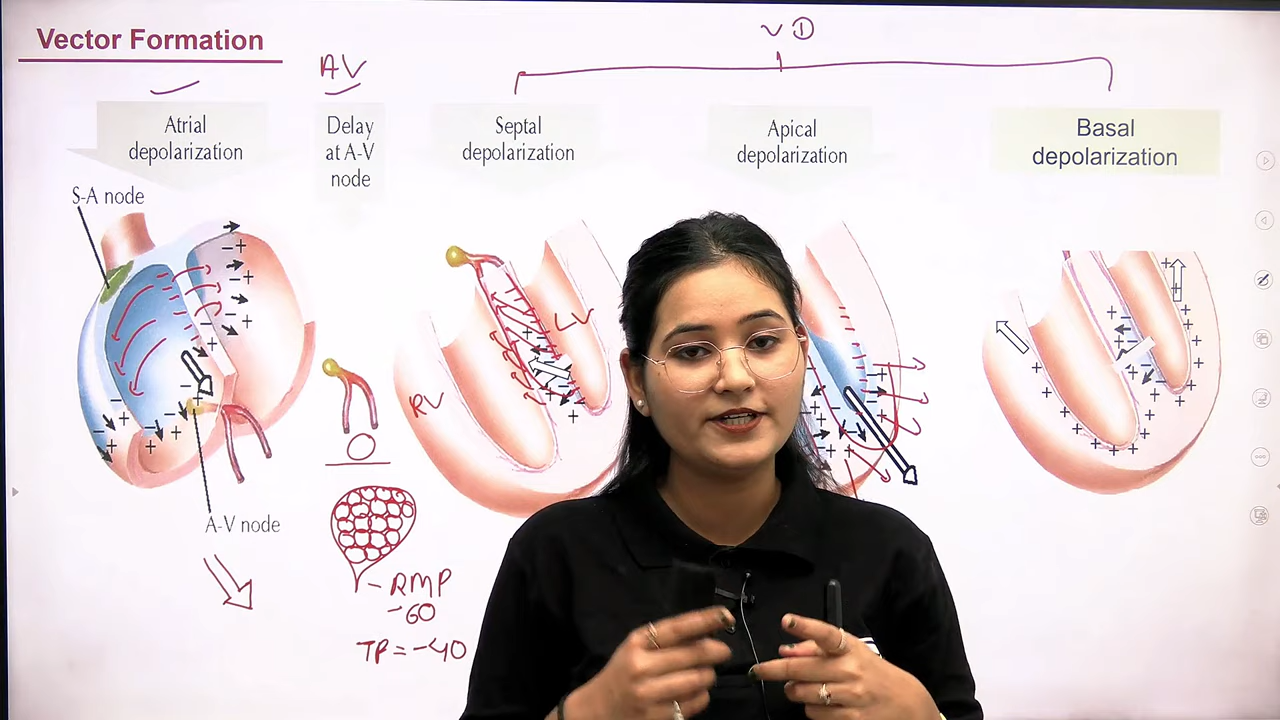 Vector Formation
AV
V D
Atrial
depolarization
Delay
at A-V
node
Septal
depolarization
Apical
depolarization
Basal
depolarization
S-A node
LV
RV
A-V node
- RMP
-60
TP = -40